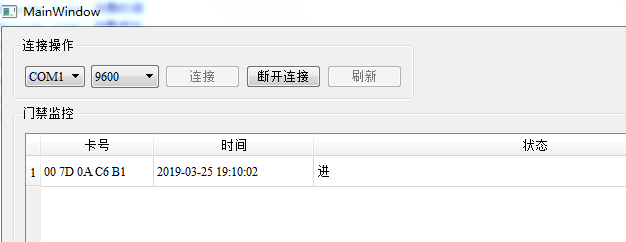 MainWindow
连接操作
COM1 9600 连接 断开连接 刷新
门禁监控
卡号 时间 状态
1 00 7D 0A C6 B1 2019-03-25 19:10:02 进